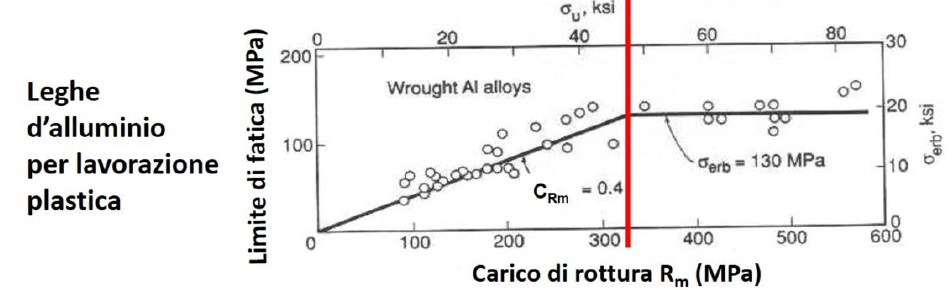 σu, ksi
0 20 40 60 80
200 100 0
30 20 10 0
Leghe
d’alluminio
per lavorazione
plastica
Limite di fatica (MPa)
Wrought Al alloys
CRm = 0.4
σerb = 130 MPa
σerb, ksi
0 100 200 300 400 500 600
Carico di rottura Rm (MPa)